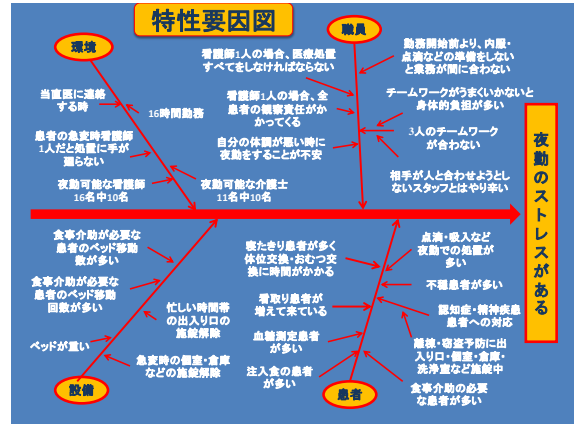 特性要因図
環境
当直医に連絡
する時
16時間勤務
患者の急変時看護師
1人だと処置に手が
廻らない
夜勤可能な看護師
16名中10名
夜勤可能な介護士
11名中10名
職員
看護師1人の場合、医療処置
すべてをしなければならない
看護師1人の場合、全
患者の観察責任がか
かってくる
自分の体調が悪い時に
夜勤をすることが不安
勤務開始前より、内服・
点滴などの準備をしない
と業務が間に合わない
チームワークがうまくいかないと
身体的負担が多い
3人のチームワーク
が合わない
相手が人と合わせようとし
ないスタッフとはやり辛い
夜勤のストレスがある
食事介助が必要な
患者のベッド移動
数が多い
食事介助が必要な
患者のベッド移動
回数が多い
ベッドが重い
忙しい時間帯
の出入り口の
施錠解除
急変時の個室・倉庫
などの施錠解除
設備
寝たきり患者が多く
体位交換・おむつ交
換に時間がかかる
看取り患者が
増えて来ている
血糖測定患者
が多い
注入食の患者
が多い
点滴・吸入など
夜勤での処置が
多い
不穏患者が多い
認知症・精神疾患
患者への対応
離棟・窃盗予防に出
入り口・個室・倉庫・
洗浄室など施錠中
食事介助の必要
な患者が多い
患者